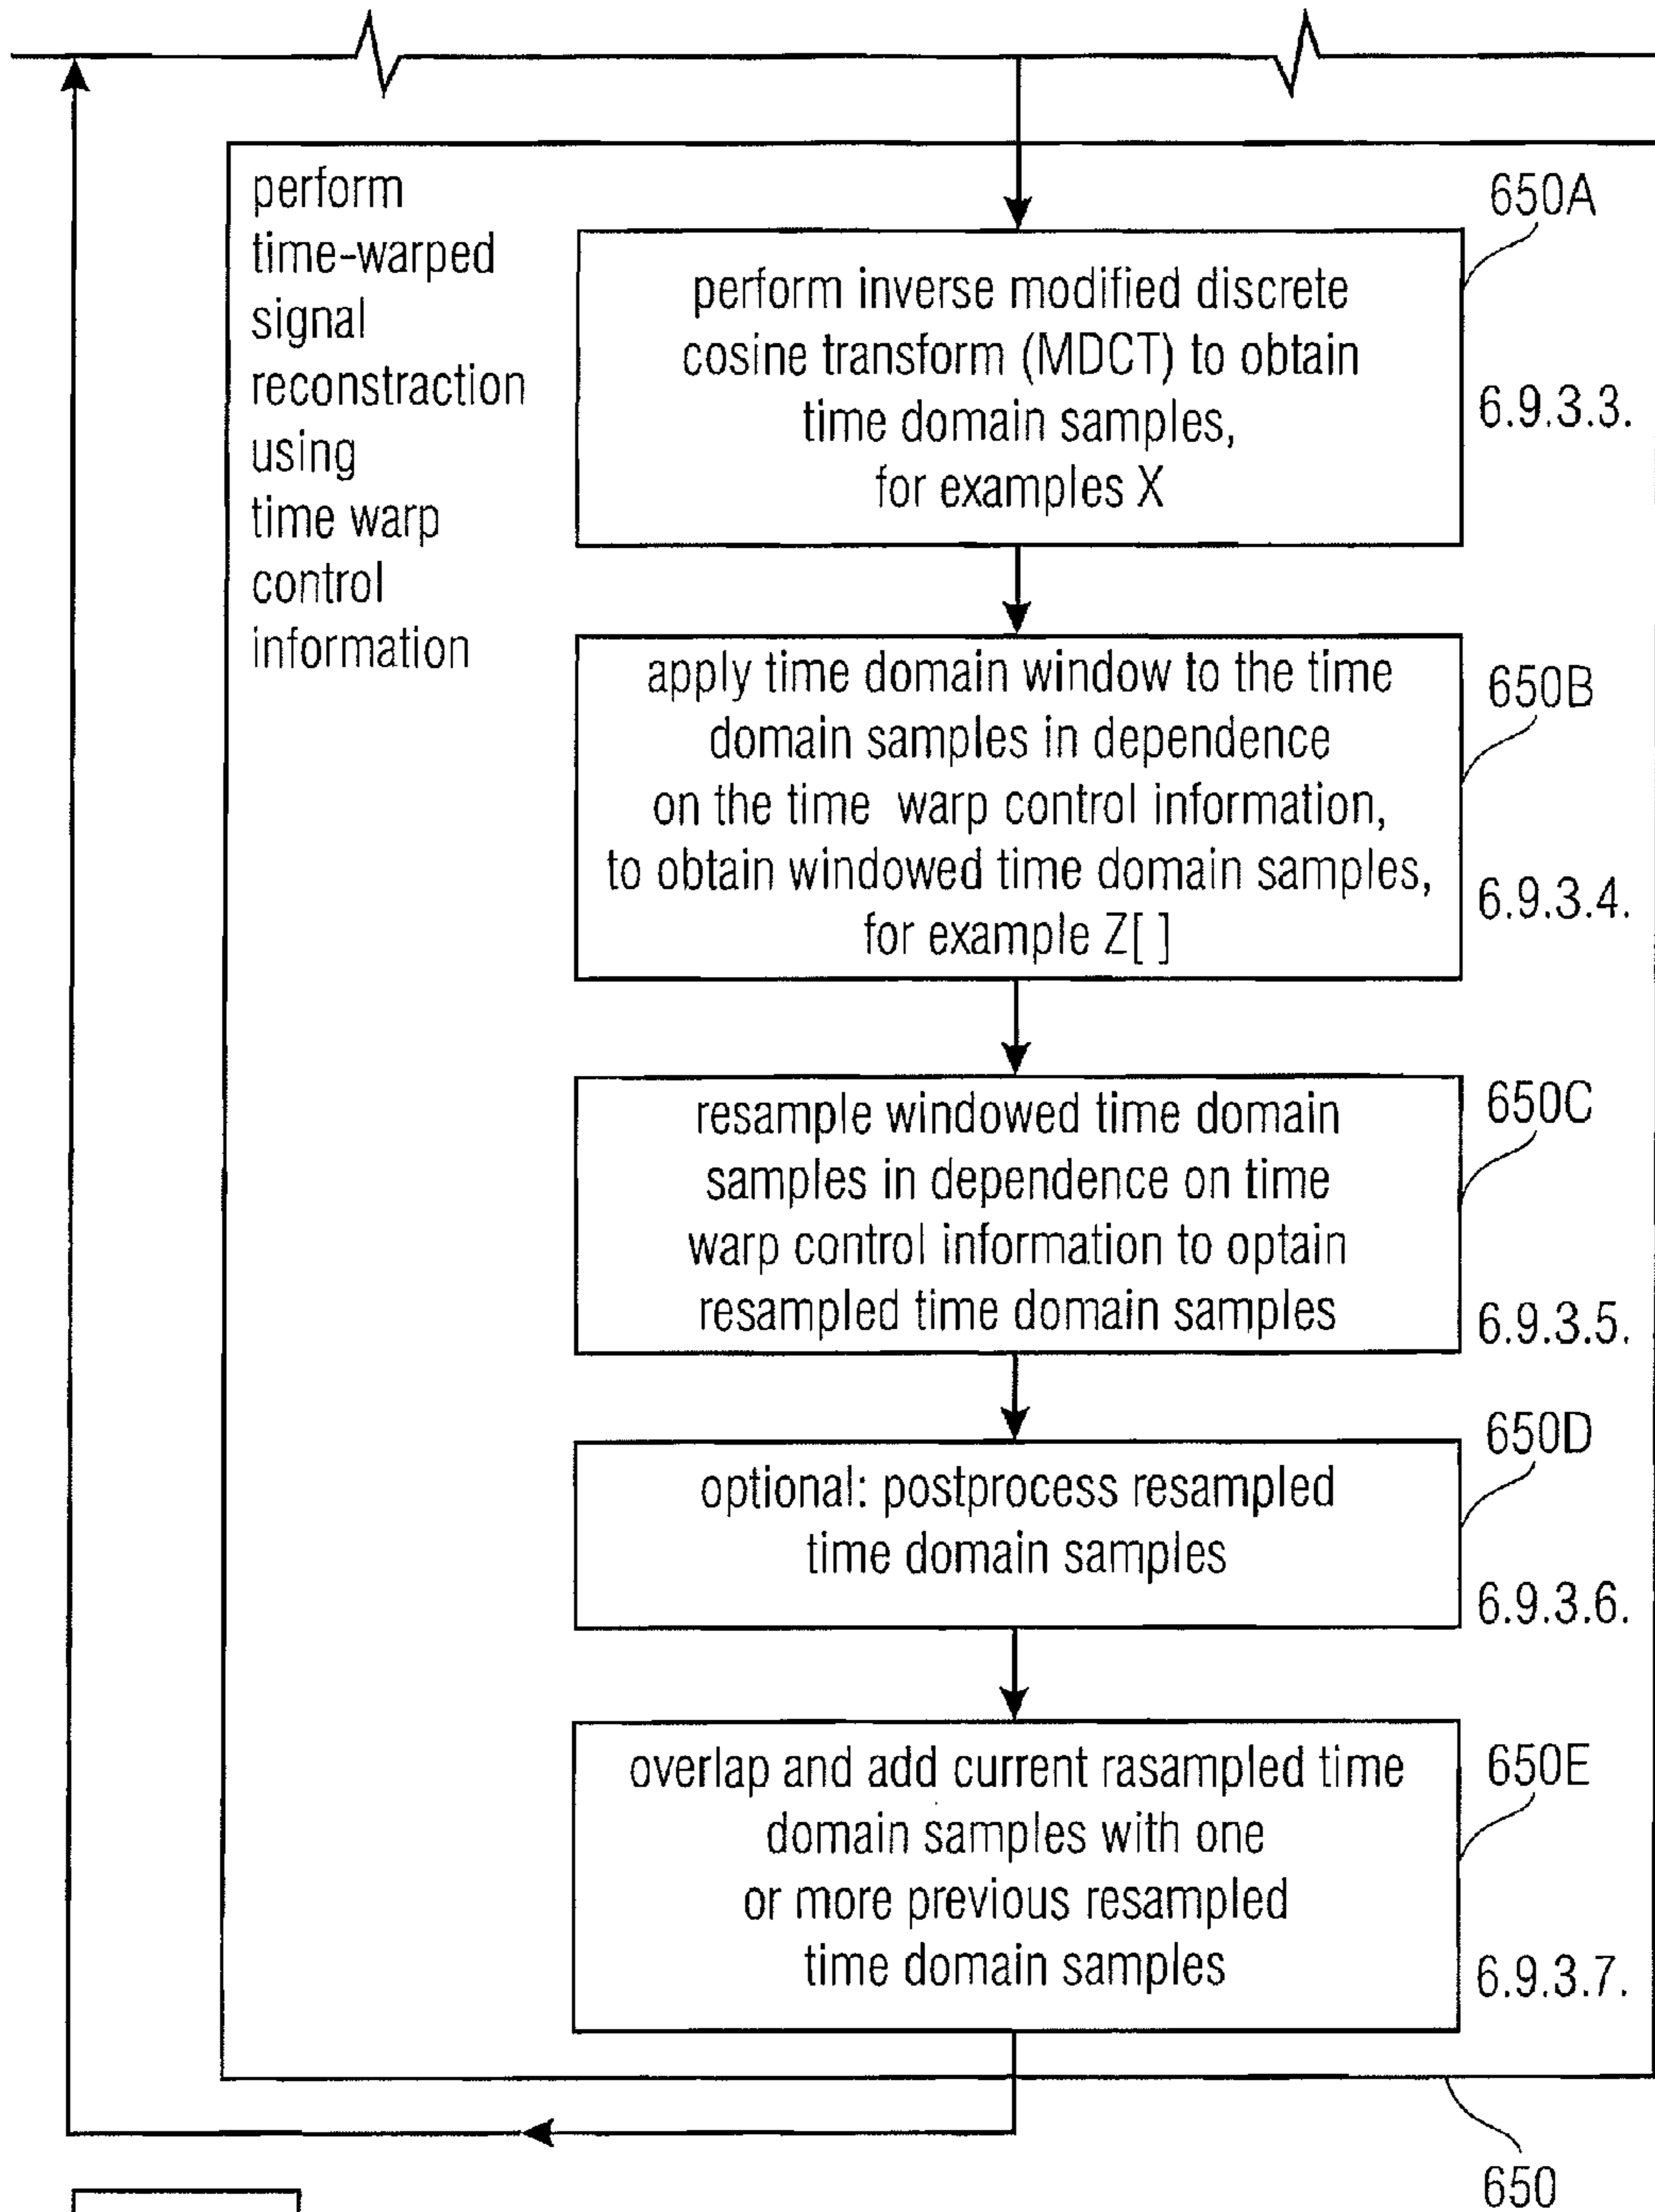 perform
time-warped
signal
reconstraction
using
time warp
control
information
650A
perform inverse modified discrete
cosine transform (MDCT) to obtain
time domain samples,
for examples X
6.9.3.3.
650B
apply time domain window to the time
domain samples in dependence
on the time warp control information,
to obtain windowed time domain samples,
for example Z[ ]
6.9.3.4.
650C
resample windowed time domain
samples in dependence on time
warp control information to optain
resampled time domain samples
6.9.3.5.
650D
optional: postprocess resampled
time domain samples
6.9.3.6.
650E
overlap and add current rasampled time
domain samples with one
or more previous resampled
time domain samples
6.9.3.7.
650